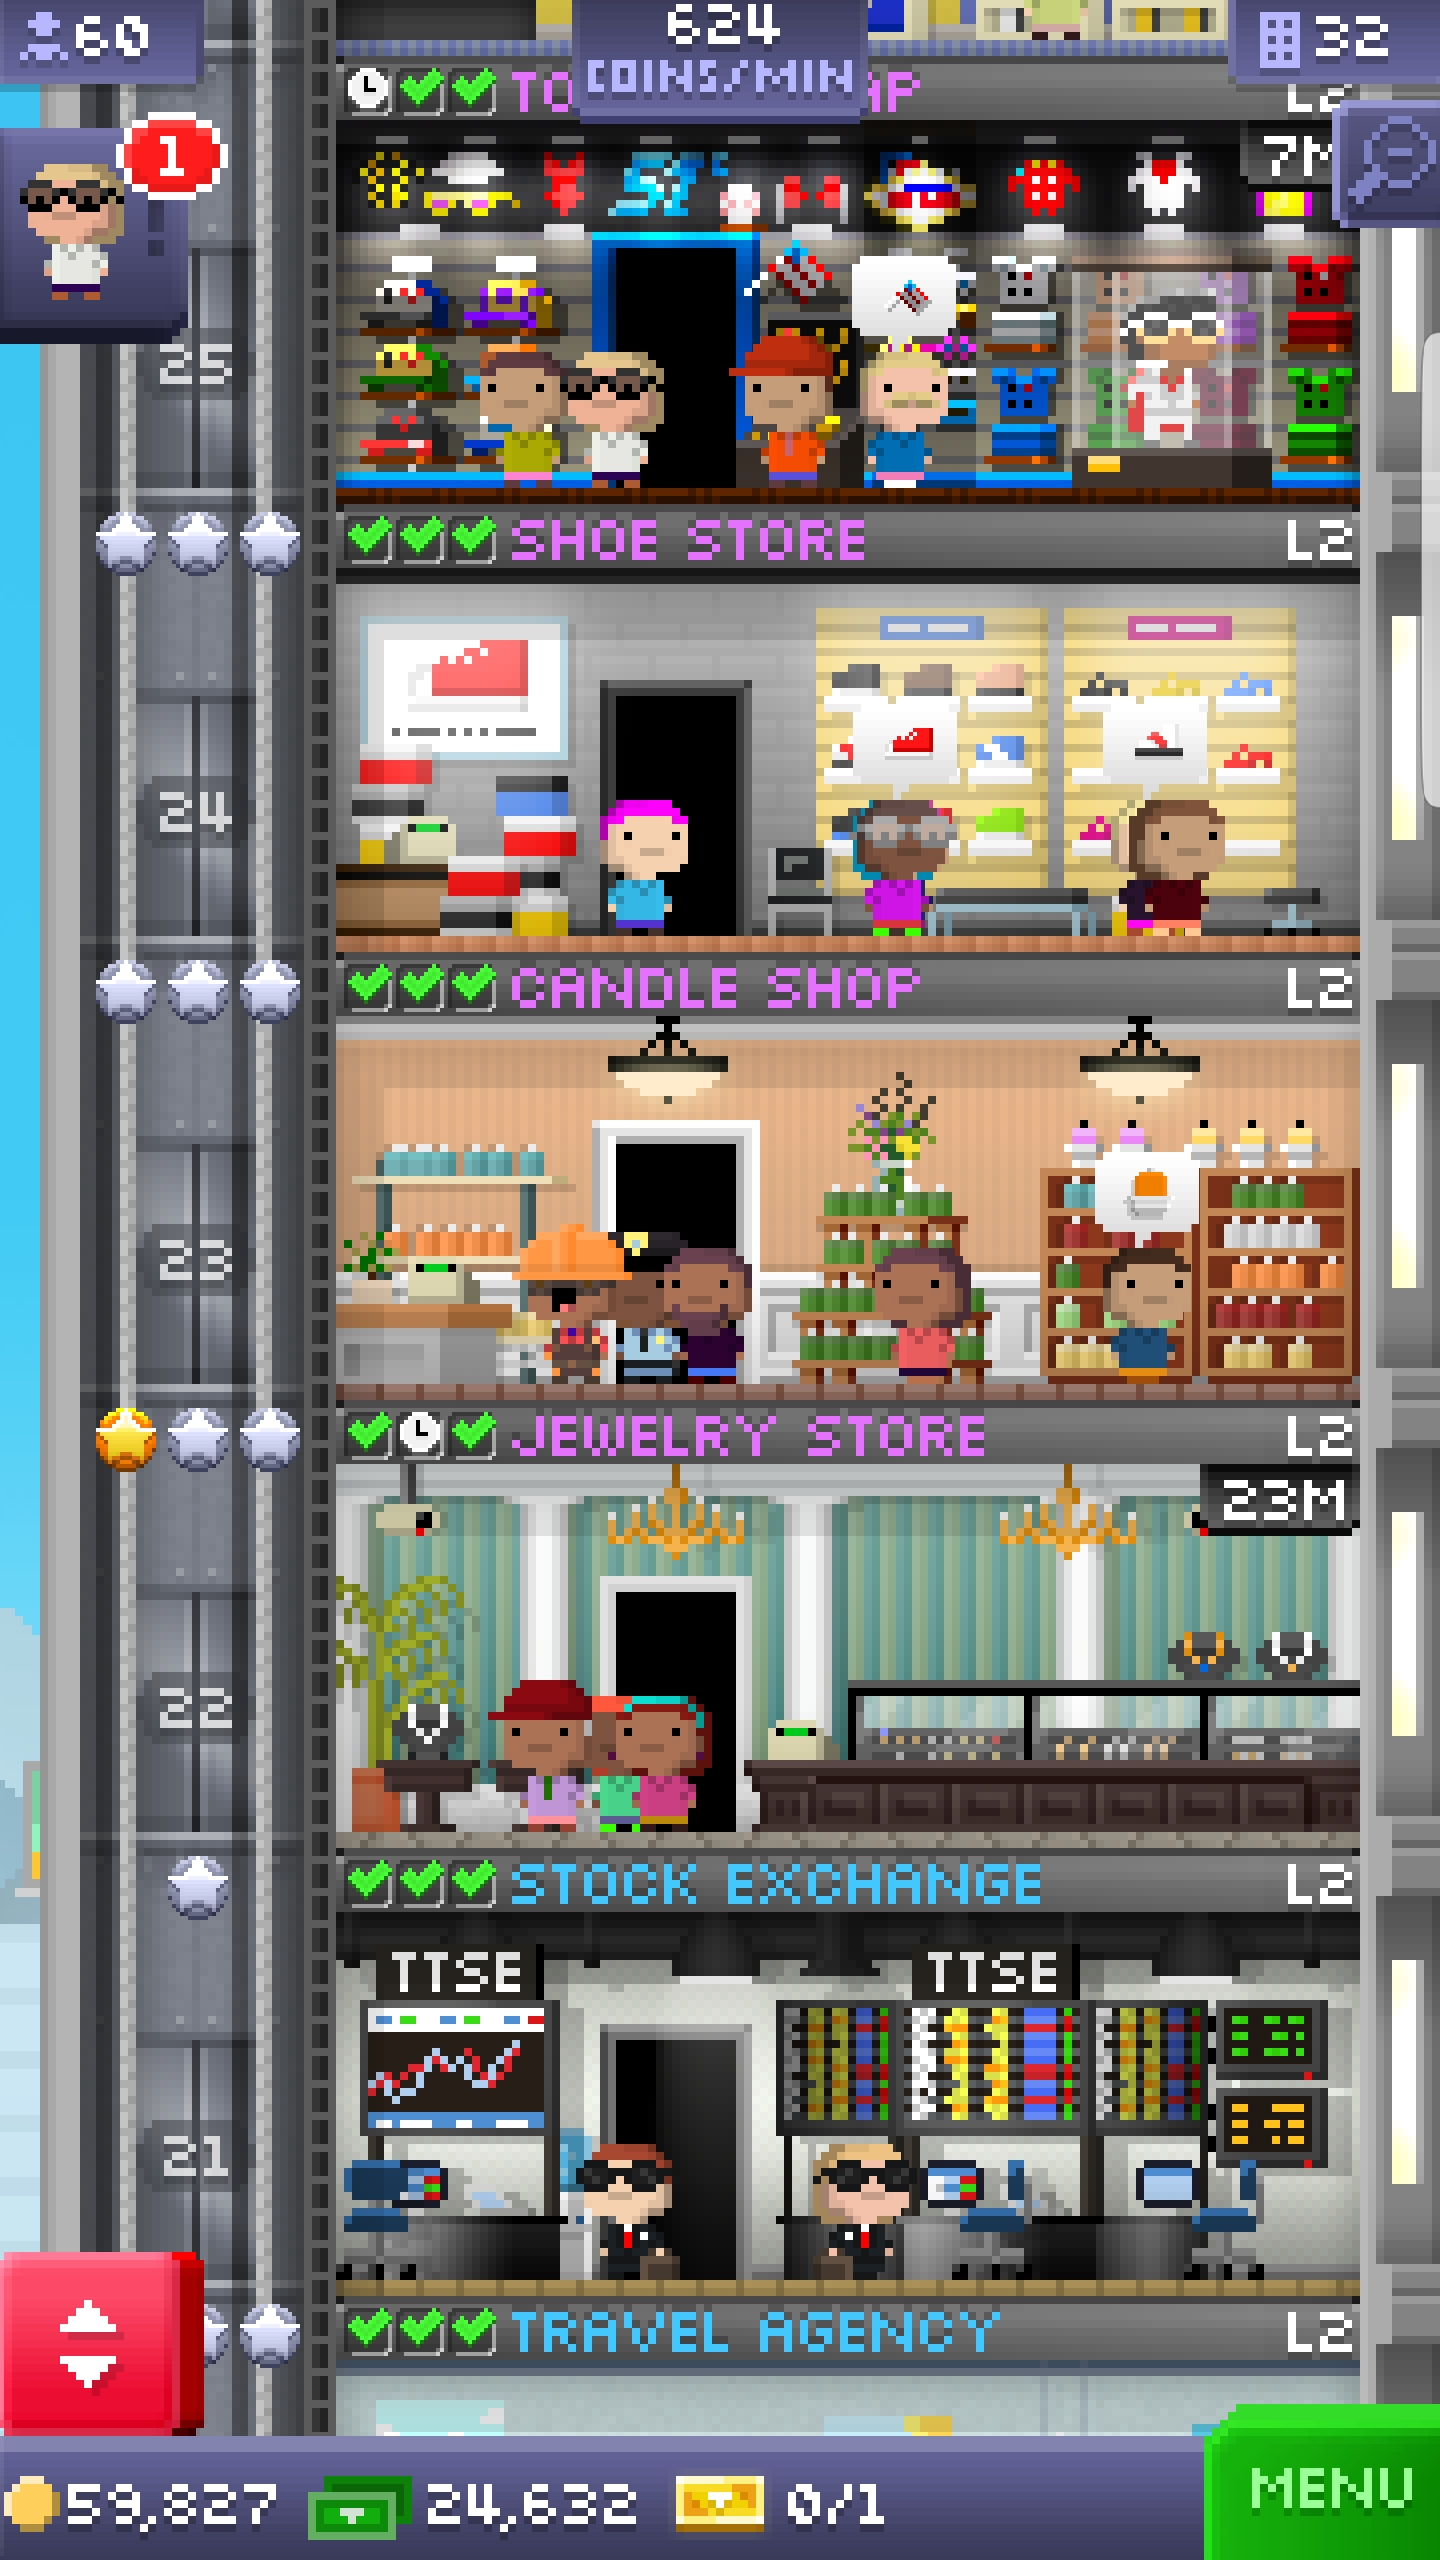 60
624
COINS/MIN
32
L2
1
7M
25
SHOE STORE
L2
24
CANDLE SHOP
L2
23
JEWELRY STORE
L2
23M
22
STOCK EXCHANGE
L2
TTSE
TTSE
21
TRAVEL AGENCY
L2
59,827
24,632
0/1
MENU